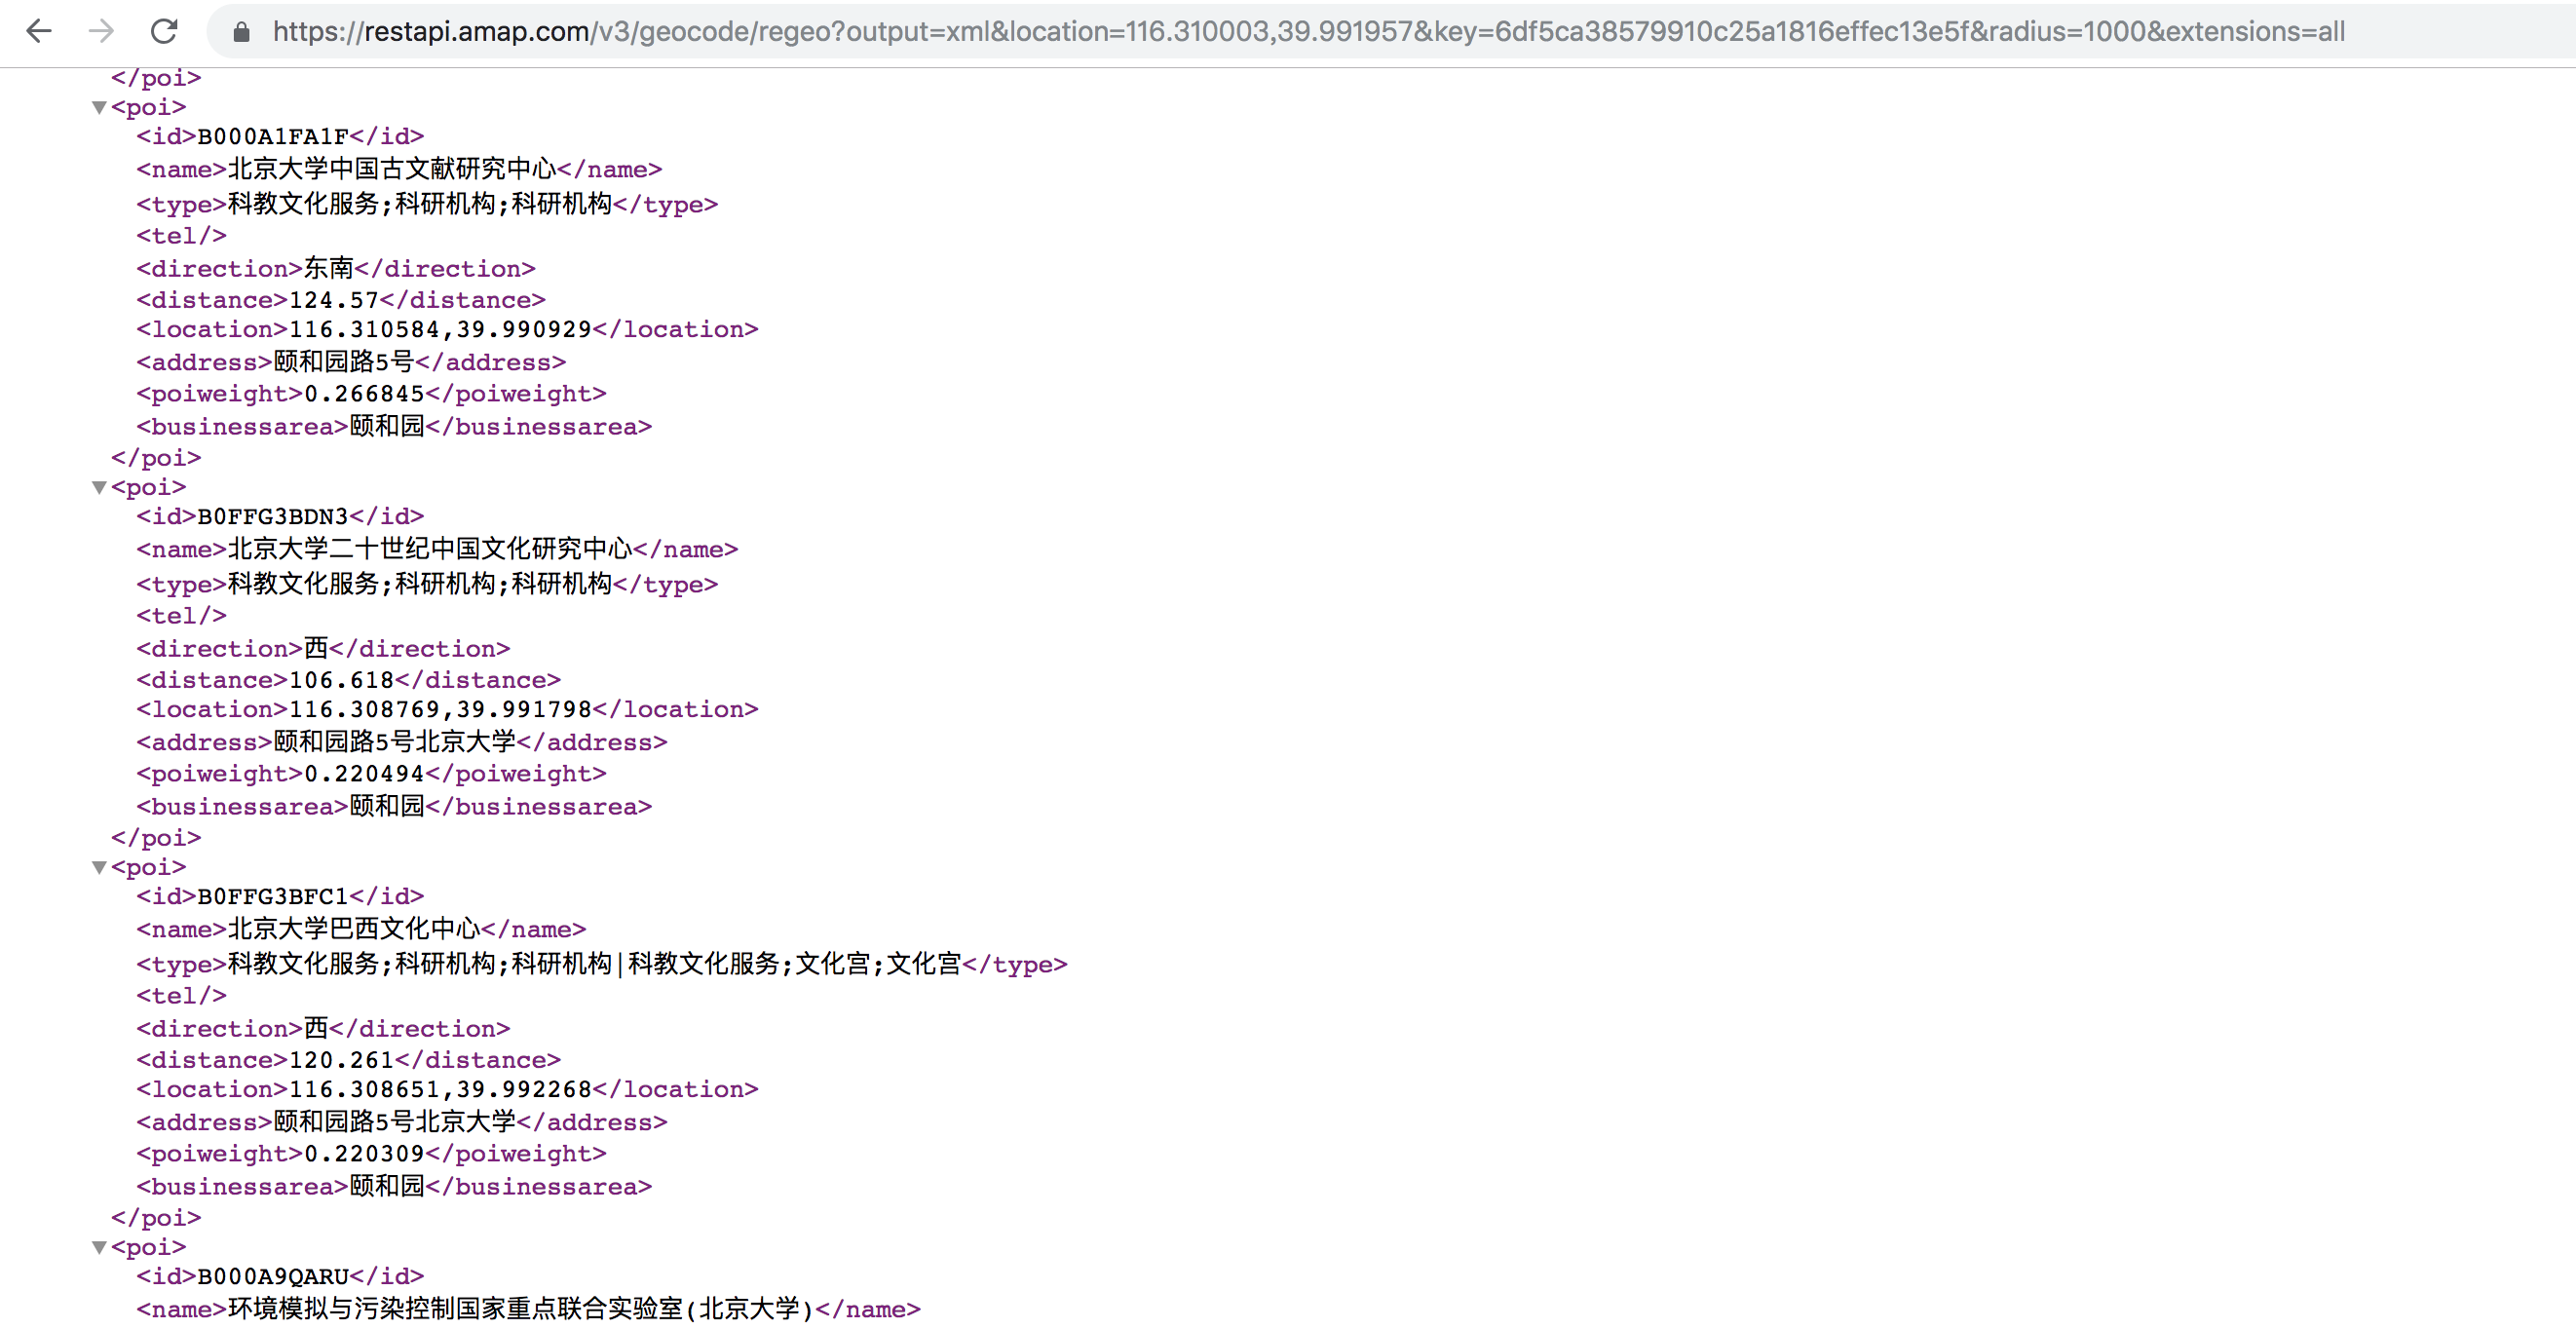 https://restapi.amap.com/v3/geocode/regeo?output=xml&location=116.310003,39.991957&key=6df5ca38579910c25a1816effec13e5f&radius=1000&extensions=all
</poi>
▼<poi>
<id>B000A1FA1F</id>
<name>北京大学中国古文献研究中心</name>
<type>科教文化服务;科研机构;科研机构</type>
<tel/>
<direction>东南</direction>
<distance>124.57</distance>
<location>116.310584,39.990929</location>
<address>颐和园路5号</address>
<poiweight>0.266845</poiweight>
<businessarea>颐和园</businessarea>
</poi>
▼<poi>
<id>B0FFG3BDN3</id>
<name>北京大学二十世纪中国文化研究中心</name>
<type>科教文化服务;科研机构;科研机构</type>
<tel/>
<direction>西</direction>
<distance>106.618</distance>
<location>116.308769,39.991798</location>
<address>颐和园路5号北京大学</address>
<poiweight>0.220494</poiweight>
<businessarea>颐和园</businessarea>
</poi>
▼<poi>
<id>B0FFG3BFC1</id>
<name>北京大学巴西文化中心</name>
<type>科教文化服务;科研机构;科研机构|科教文化服务;文化宫;文化宫</type>
<tel/>
<direction>西</direction>
<distance>120.261</distance>
<location>116.308651,39.992268</location>
<address>颐和园路5号北京大学</address>
<poiweight>0.220309</poiweight>
<businessarea>颐和园</businessarea>
</poi>
▼<poi>
<id>B000A9QARU</id>
<name>环境模拟与污染控制国家重点联合实验室(北京大学)</name>